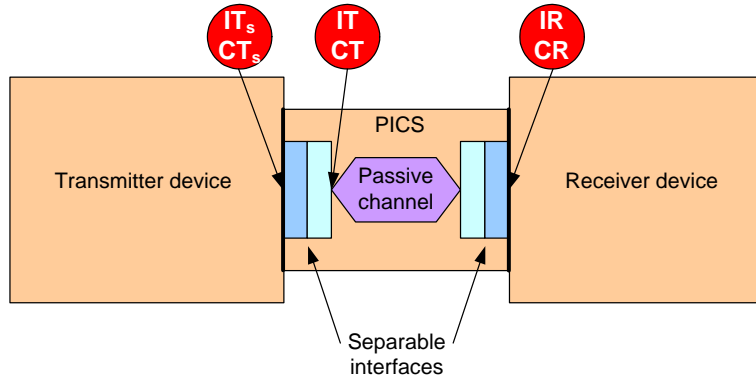 ITₛ
CTₛ
IT
CT
IR
CR
PICS
Transmitter device
Passive
channel
Receiver device
Separable
interfaces